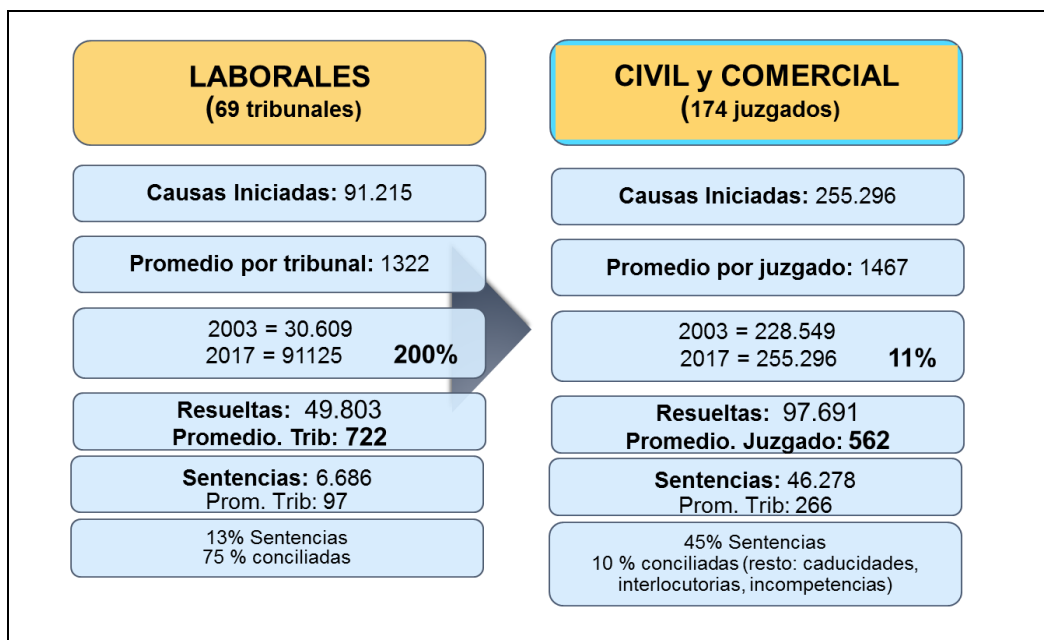 LABORALES
(69 tribunales)
Causas Iniciadas: 91.215
Promedio por tribunal: 1322
2003 = 30.609
2017 = 91125 200%
Resueltas: 49.803
Promedio. Trib: 722
Sentencias: 6.686
Prom. Trib: 97
13% Sentencias
75 % conciliadas
CIVIL y COMERCIAL
(174 juzgados)
Causas Iniciadas: 255.296
Promedio por juzgado: 1467
2003 = 228.549
2017 = 255.296 11%
Resueltas: 97.691
Promedio. Juzgado: 562
Sentencias: 46.278
Prom. Trib: 266
45% Sentencias
10 % conciliadas (resto: caducidades,
interlocutorias, incompetencias)